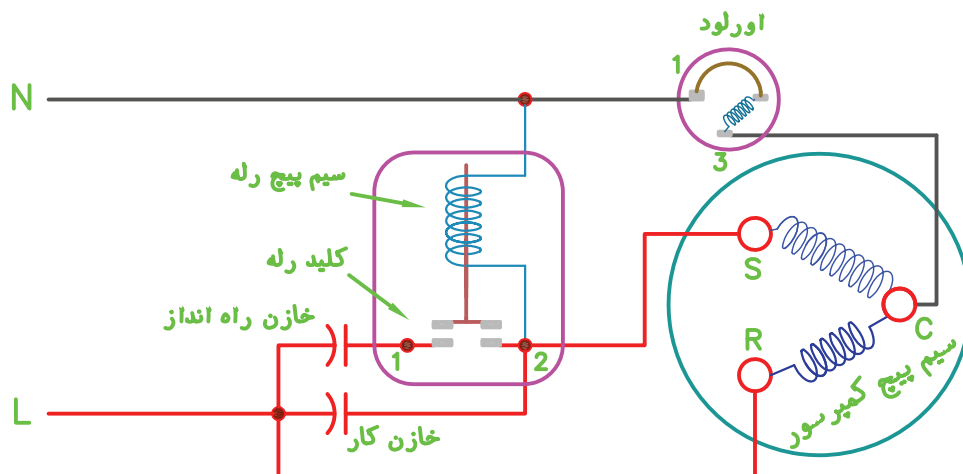 اورلود
1
N
3
سیم پیچ رله
کلید رله
S
خازن راه انداز
C
R
1
2
سیم پیچ کمپرسور
L
خازن کار